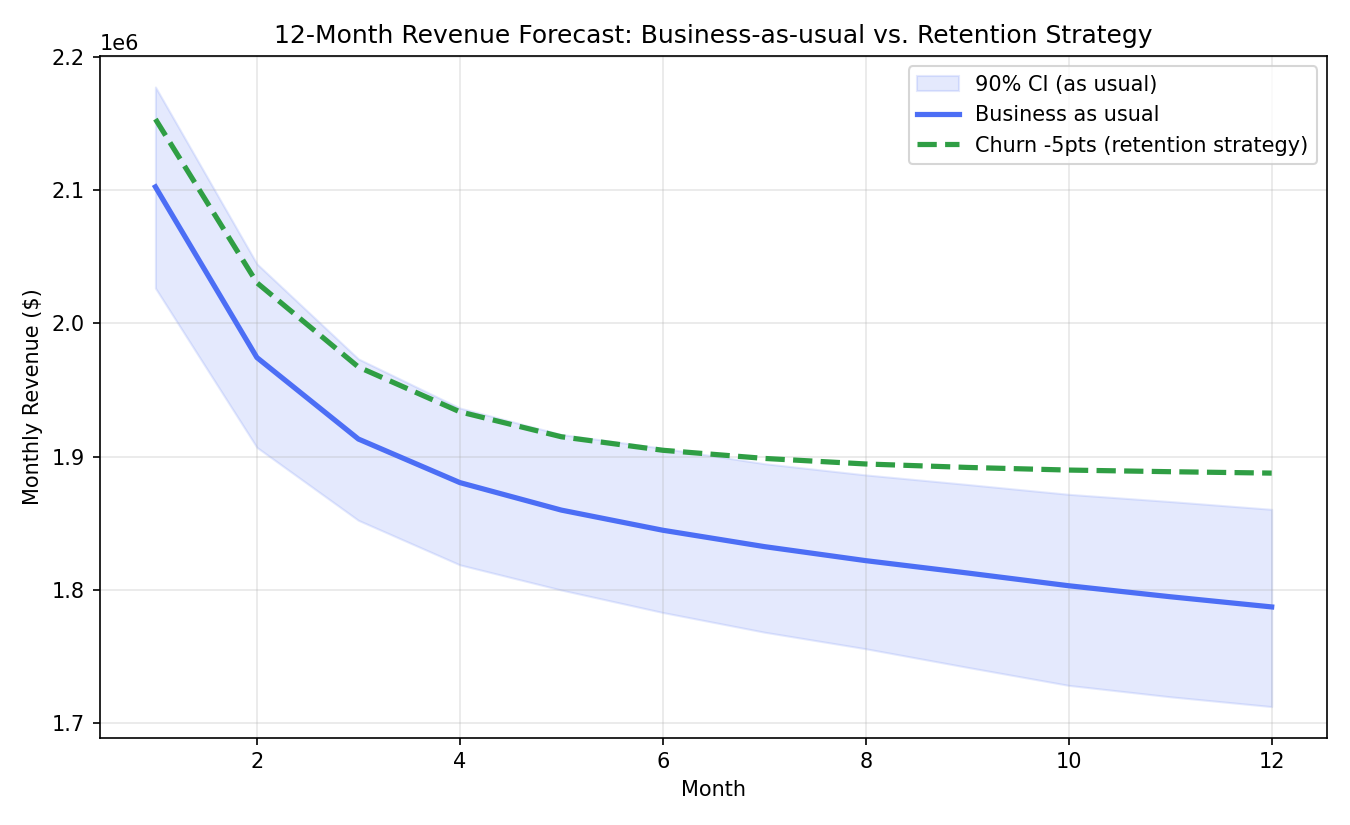 12-Month Revenue Forecast: Business-as-usual vs. Retention Strategy
1e6
90% CI (as usual)
Business as usual
Churn -5pts (retention strategy)
Monthly Revenue ($)
2.2
2.1
2.0
1.9
1.8
1.7
2 4 6 8 10 12
Month